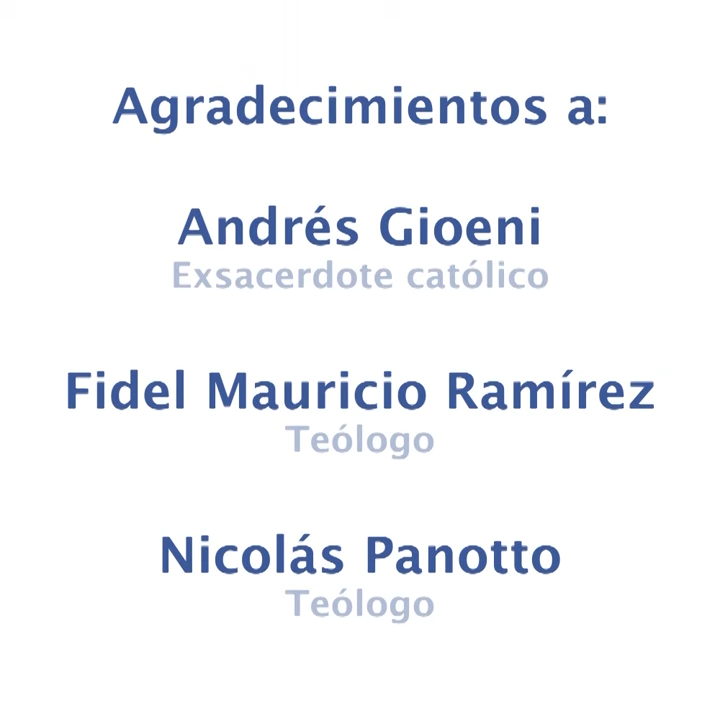 Agradecimientos a:
Andrés Gioeni
Exsacerdote católico
Fidel Mauricio Ramírez
Teólogo
Nicolás Panotto
Teólogo